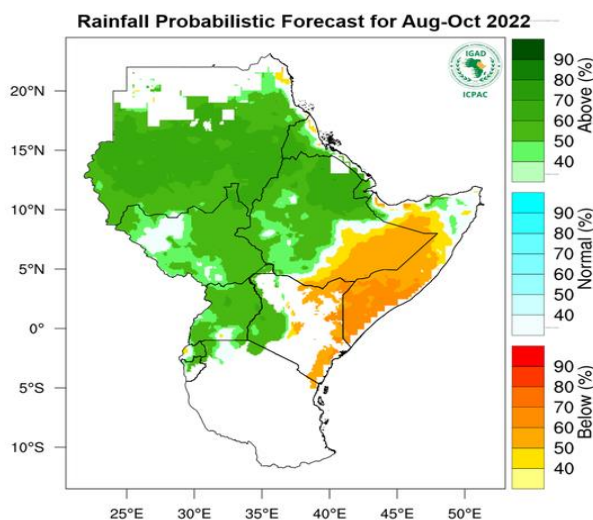 Rainfall Probabilistic Forecast for Aug-Oct 2022
IGAD
ICPAC
20°N
15°N
10°N
5°N
0°
5°S
10°S
25°E
30°E
35°E
40°E
45°E
50°E
90
80
70
60
50
40
Above (%)
90
80
70
60
50
40
Normal (%)
90
80
70
60
50
40
Below (%)